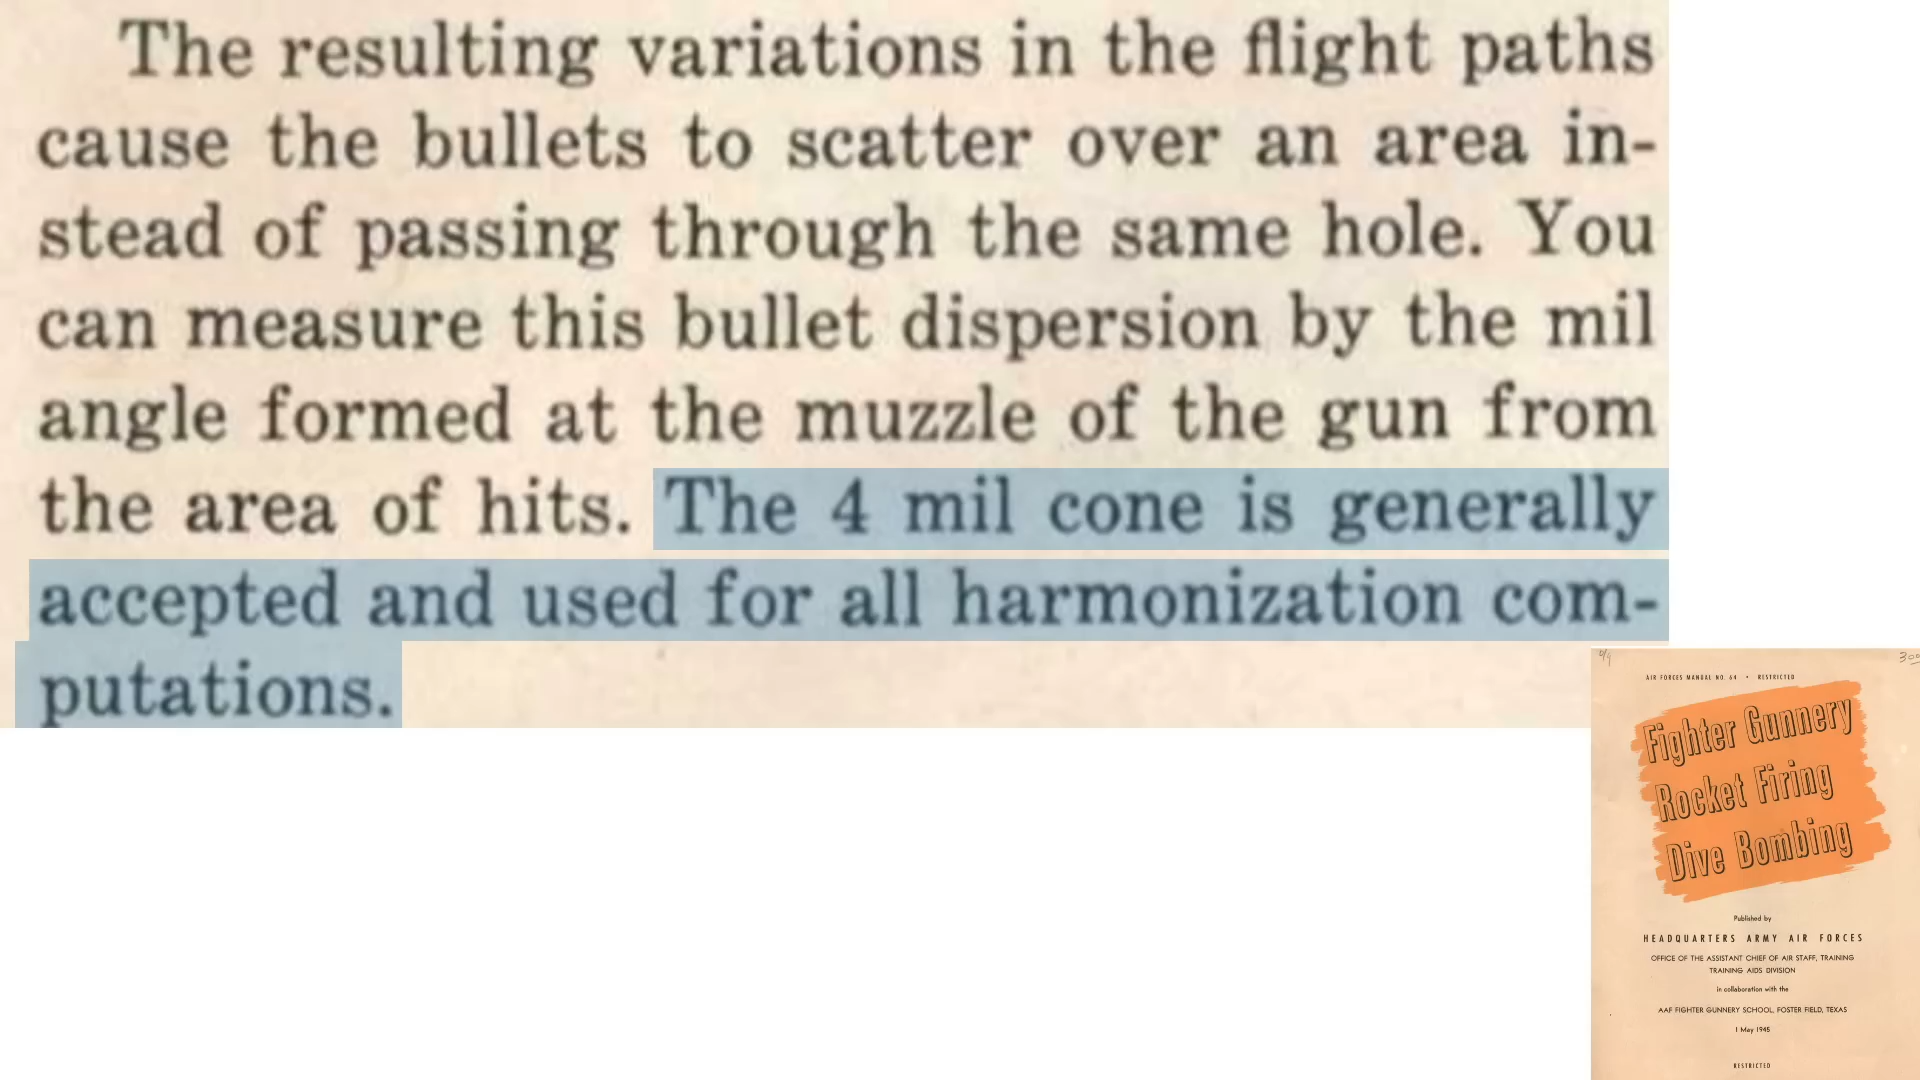 The resulting variations in the flight paths
cause the bullets to scatter over an area in-
stead of passing through the same hole. You
can measure this bullet dispersion by the mil
angle formed at the muzzle of the gun from
the area of hits. The 4 mil cone is generally
accepted and used for all harmonization com-
putations.
AIR FORCES MANUAL NO. 64 • RESTRICTED
Fighter Gunnery
Rocket Firing
Dive Bombing
Published by
HEADQUARTERS ARMY AIR FORCES
OFFICE OF THE ASSISTANT CHIEF OF AIR STAFF, TRAINING
TRAINING AIDS DIVISION
in collaboration with the
AAF FIGHTER GUNNERY SCHOOL, FOSTER FIELD, TEXAS
1 May 1945
RESTRICTED